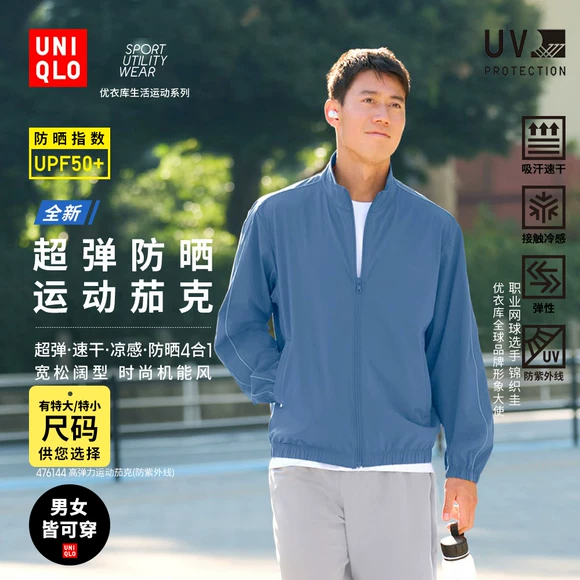 UNI
QLO
SPORT
UTILITY
WEAR
优衣库生活运动系列
UV
PROTECTION
防晒指数
UPF50+
全新
超弹防晒
运动茄克
超弹·速干·凉感·防晒4合1
宽松阔型 时尚机能风
有特大/特小
尺码
供您选择
476144 高弹力运动茄克(防紫外线)
男女
皆可穿
UNI
QLO
吸汗速干
接触冷感
弹性
UV
防紫外线
职业网球选手 锦织圭
优衣库全球品牌形象大使